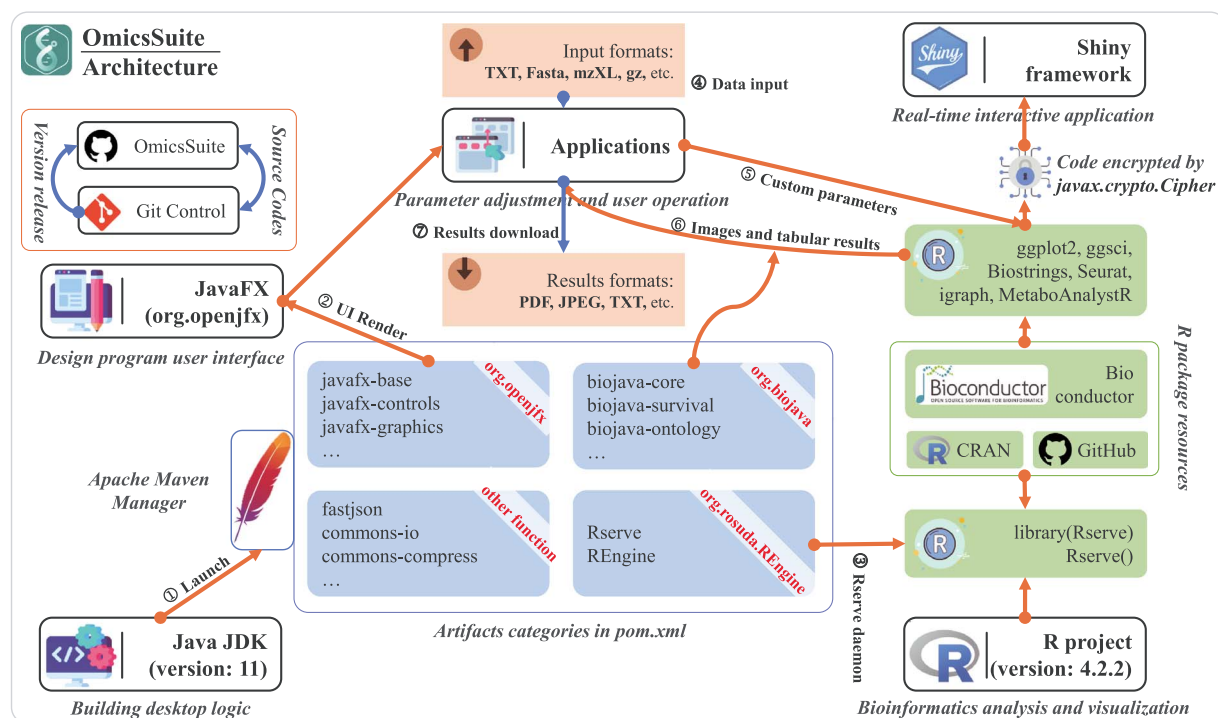 OmicsSuite
Architecture
Version release
OmicsSuite
Git Control
Source Codes
Input formats:
TXT, Fasta, mzXL, gz, etc.
④ Data input
Applications
Parameter adjustment and user operation
⑦ Results download
Results formats:
PDF, JPEG, TXT, etc.
⑤ Custom parameters
⑥ Images and tabular results
Shiny
Shiny
framework
Real-time interactive application
Code encrypted by
javax.crypto.Cipher
R
ggplot2, ggsci,
Biostrings, Seurat,
igraph, MetaboAnalystR
JavaFX
(org.openjfx)
Design program user interface
② UI Render
javafx-base
javafx-controls
javafx-graphics
…
org.openjfx
biojava-core
biojava-survival
biojava-ontology
…
org.biojava
fastjson
commons-io
commons-compress
…
other function
Rserve
REngine
org.rosuda.REngine
Artifacts categories in pom.xml
Apache Maven
Manager
① Launch
</>
Java JDK
(version: 11)
Building desktop logic
③ Rserve daemon
Bioconductor
OPEN SOURCE SOFTWARE FOR BIOINFORMATICS
Bio
conductor
R
CRAN
GitHub
R package resources
R
library(Rserve)
Rserve()
R
R project
(version: 4.2.2)
Bioinformatics analysis and visualization